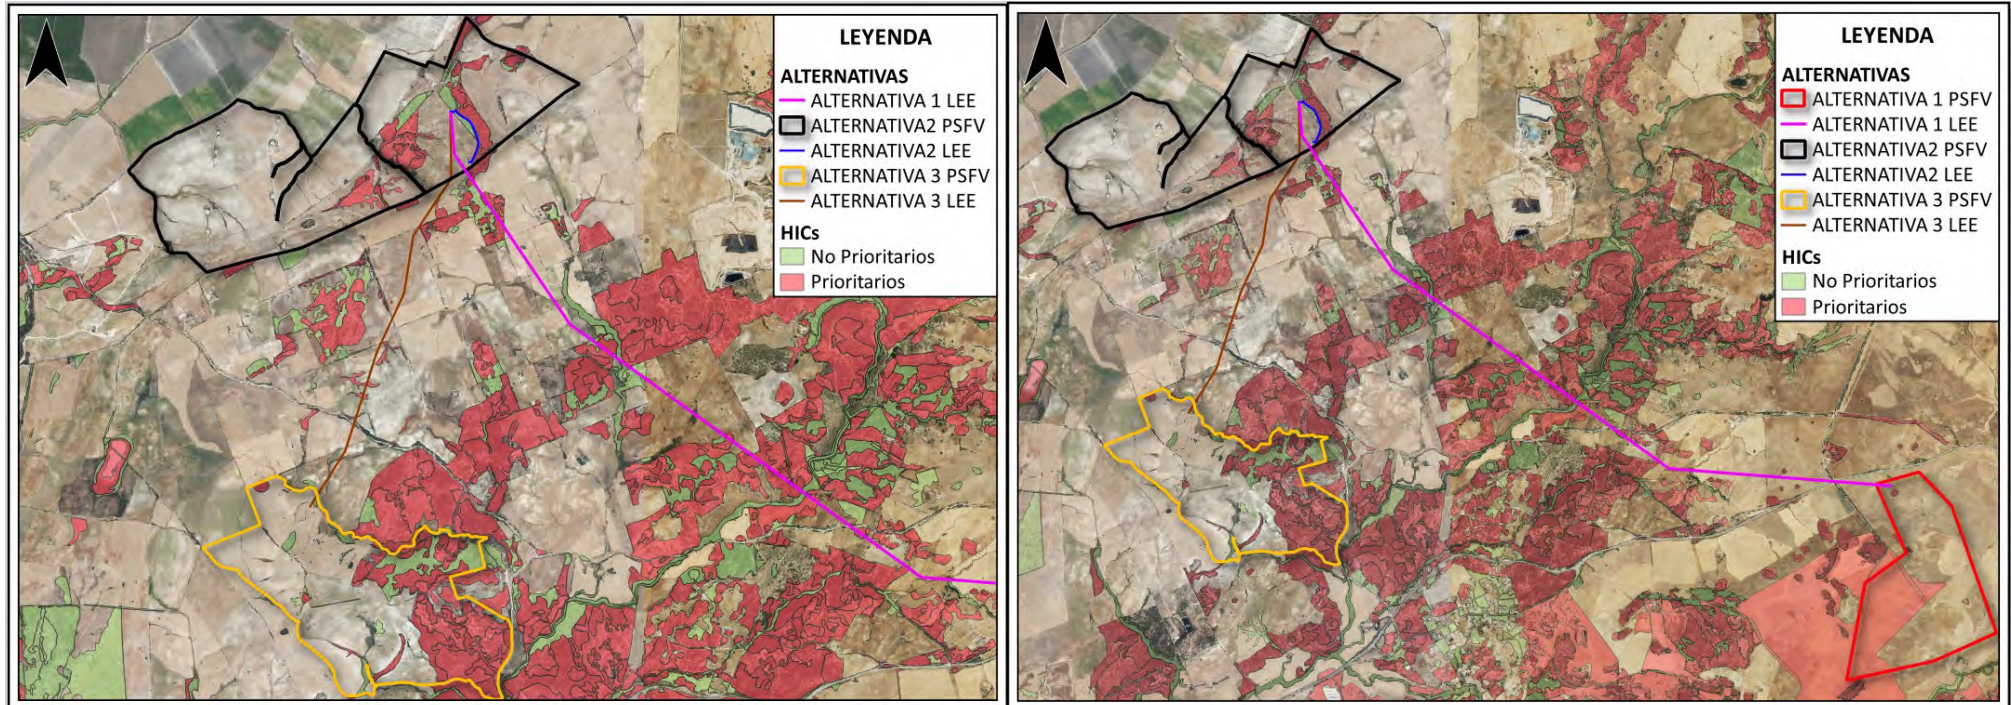 LEYENDA
ALTERNATIVAS
ALTERNATIVA 1 LEE
ALTERNATIVA2 PSFV
ALTERNATIVA2 LEE
ALTERNATIVA 3 PSFV
ALTERNATIVA 3 LEE
HICs
No Prioritarios
Prioritarios
LEYENDA
ALTERNATIVAS
ALTERNATIVA 1 PSFV
ALTERNATIVA 1 LEE
ALTERNATIVA2 PSFV
ALTERNATIVA2 LEE
ALTERNATIVA 3 PSFV
ALTERNATIVA 3 LEE
HICs
No Prioritarios
Prioritarios